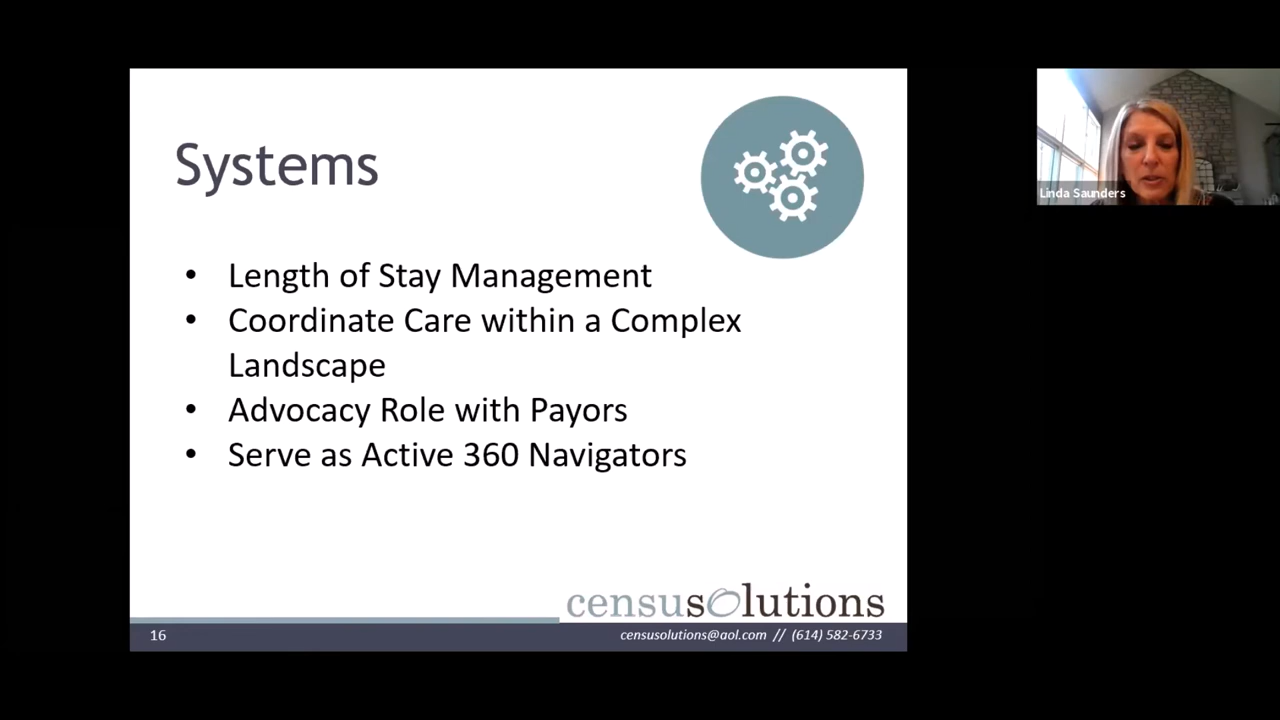 Systems
• Length of Stay Management
• Coordinate Care within a Complex
Landscape
• Advocacy Role with Payors
• Serve as Active 360 Navigators
censusolutions
16
censusolutions@aol.com // (614) 582-6733
Linda Saunders